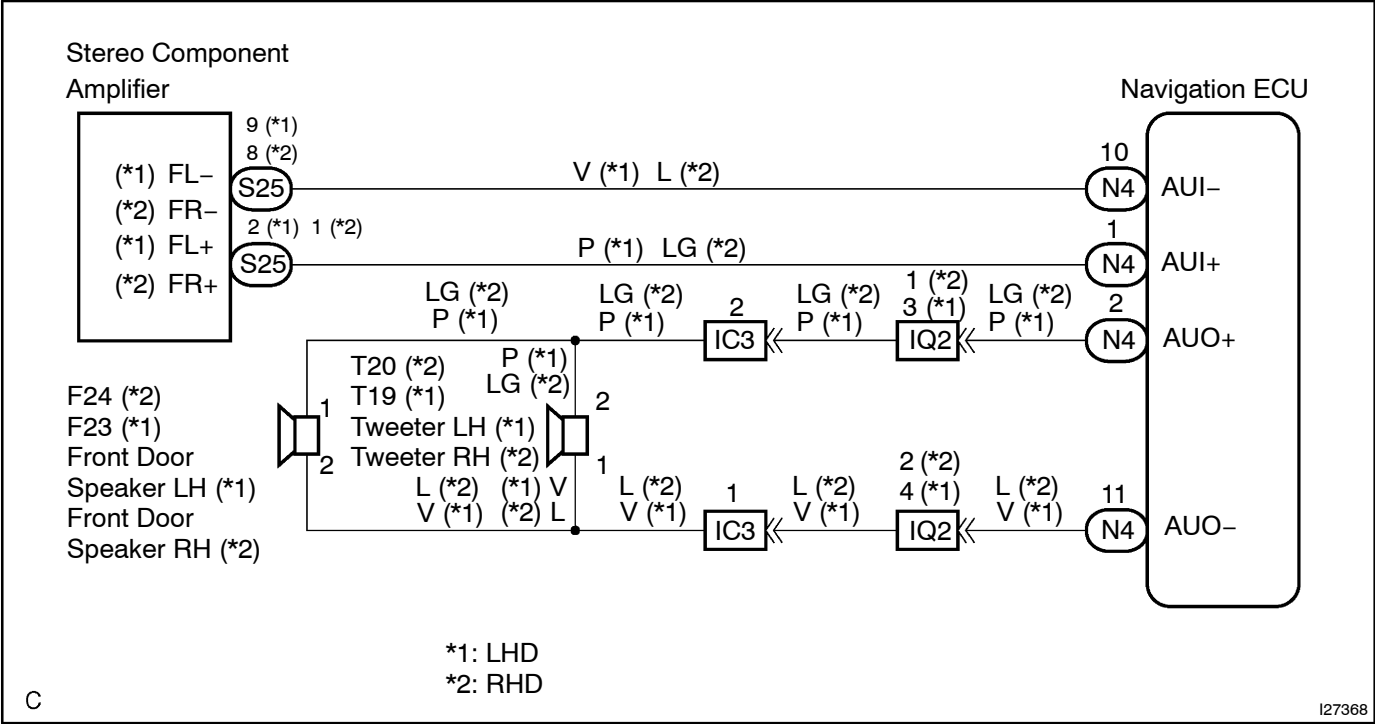 Stereo Component
Amplifier
Navigation ECU
9 (*1)
8 (*2)
(*1) FL−
S25
V (*1) L (*2)
10
N4
AUI−
(*2) FR−
2 (*1) 1 (*2)
(*1) FL+
S25
P (*1) LG (*2)
1
N4
AUI+
(*2) FR+
LG (*2)
P (*1)
LG (*2)
P (*1)
2
IC3
LG (*2)
P (*1)
1 (*2)
3 (*1)
IQ2
LG (*2)
P (*1)
2
N4
AUO+
P (*1)
LG (*2)
T20 (*2)
T19 (*1)
Tweeter LH (*1)
Tweeter RH (*2)
2
1
F24 (*2)
F23 (*1)
Front Door
Speaker LH (*1)
Front Door
Speaker RH (*2)
1
2
L (*2) (*1) V
V (*1) (*2) L
L (*2)
V (*1)
1
IC3
L (*2)
V (*1)
2 (*2)
4 (*1)
IQ2
L (*2)
V (*1)
11
N4
AUO−
*1: LHD
*2: RHD
C
I27368